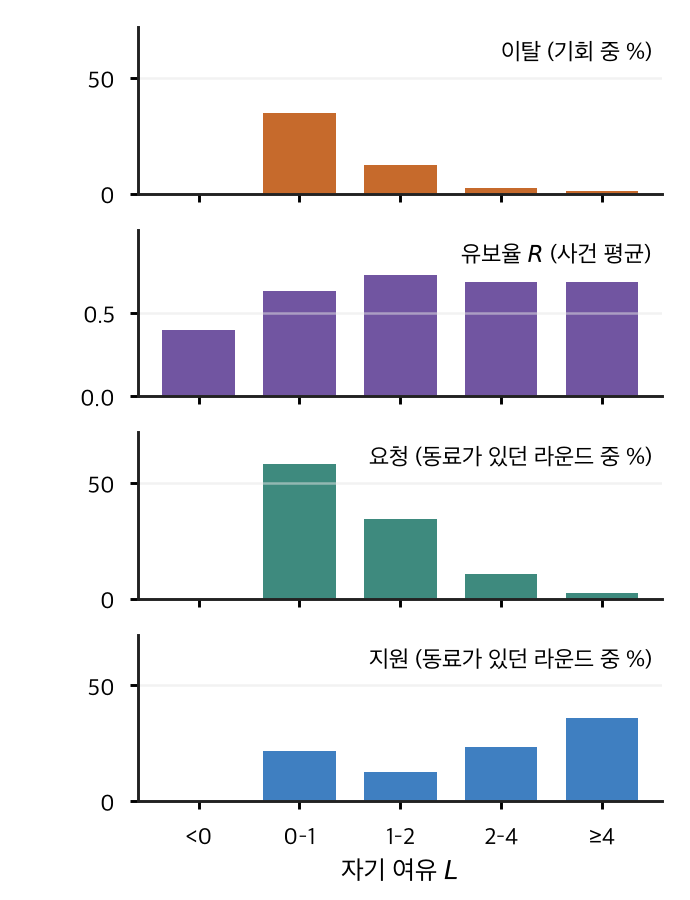 이탈 (기회 중 %)
50
0
유보율 R (사건 평균)
0.5
0.0
요청 (동료가 있던 라운드 중 %)
50
0
지원 (동료가 있던 라운드 중 %)
50
0
<0 0-1 1-2 2-4 ≥4
자기 여유 L